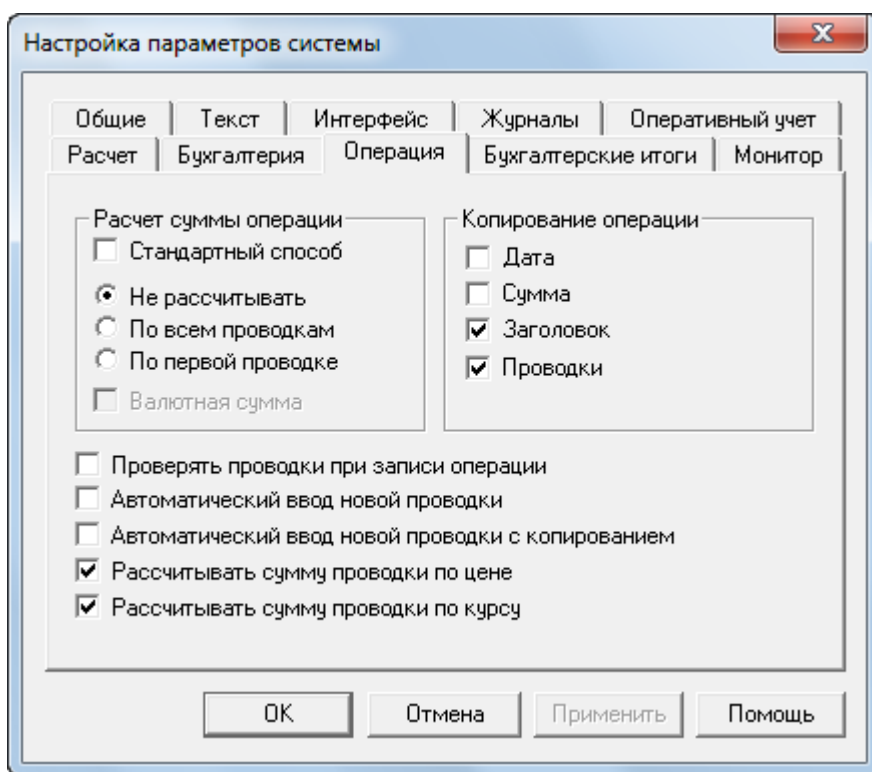 Настройка параметров системы
Общие Текст Интерфейс Журналы Оперативный учет
Расчет Бухгалтерия Операция Бухгалтерские итоги Монитор
Расчет суммы операции
Стандартный способ
Не рассчитывать
По всем проводкам
По первой проводке
Валютная сумма
Копирование операции
Дата
Сумма
Заголовок
Проводки
Проверять проводки при записи операции
Автоматический ввод новой проводки
Автоматический ввод новой проводки с копированием
Рассчитывать сумму проводки по цене
Рассчитывать сумму проводки по курсу
OK Отмена Применить Помощь